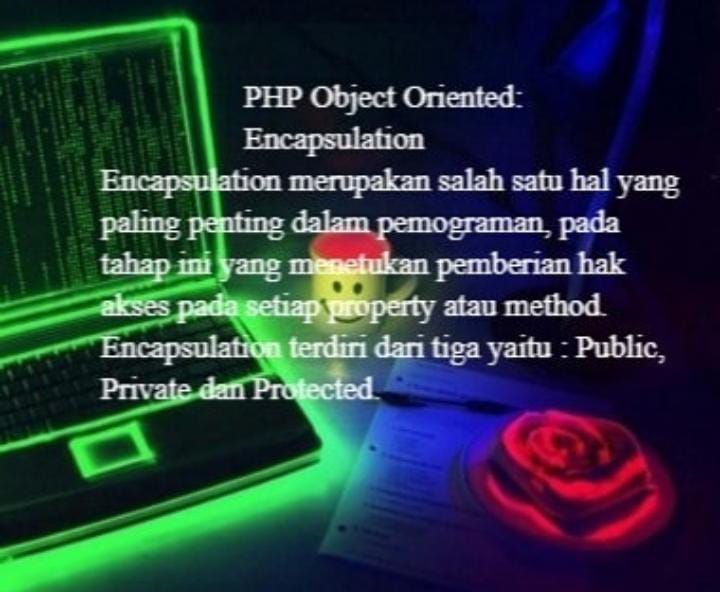 PHP Object Oriented:
Encapsulation
Encapsulation merupakan salah satu hal yang
paling penting dalam pemograman, pada
tahap ini yang menetukan pemberian hak
akses pada setiap property atau method.
Encapsulation terdiri dari tiga yaitu : Public,
Private dan Protected.